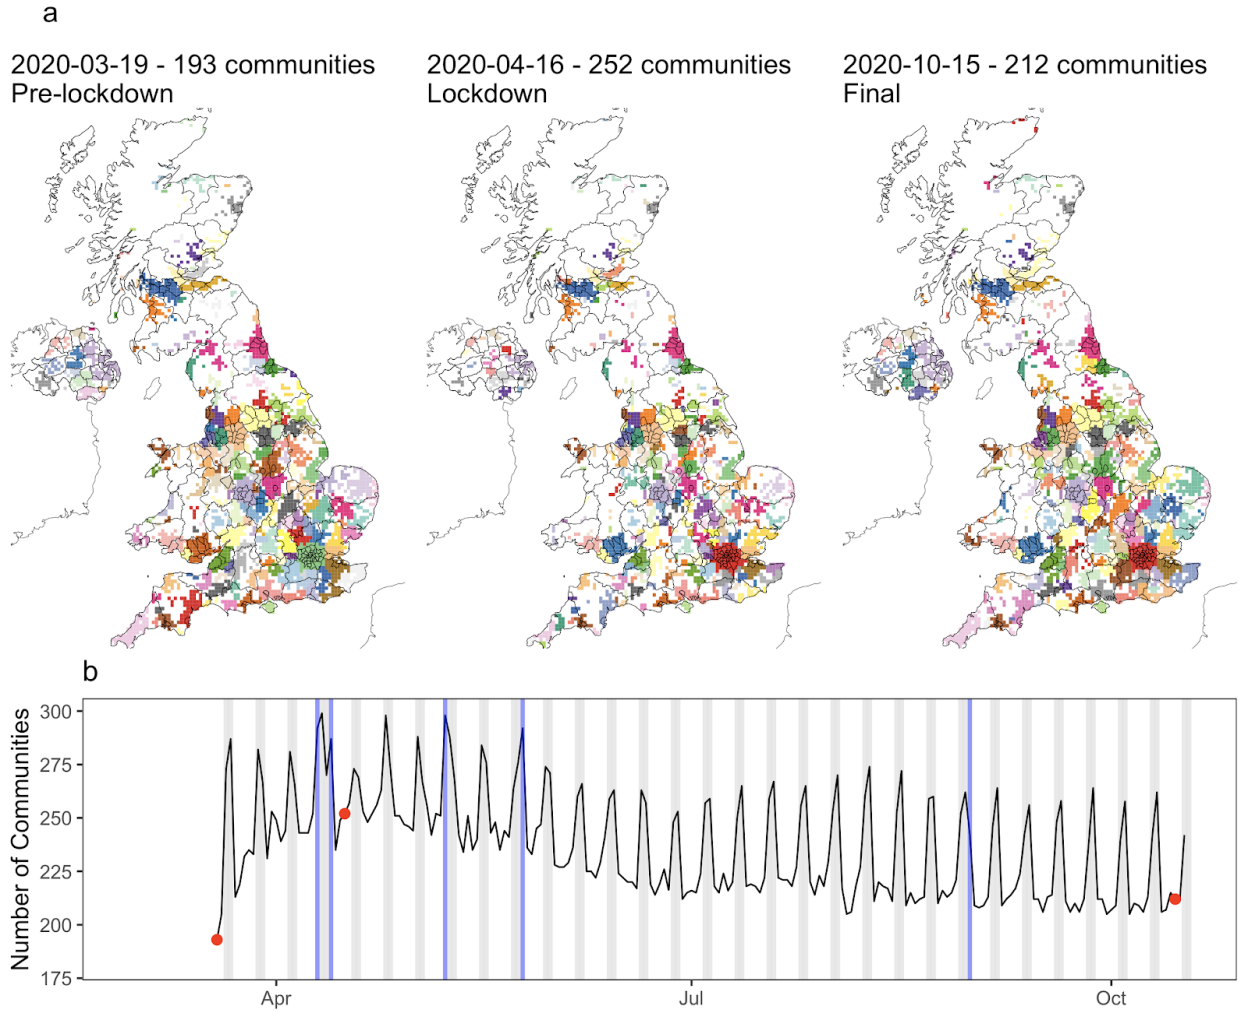 a
2020-03-19 - 193 communities
Pre-lockdown
2020-04-16 - 252 communities
Lockdown
2020-10-15 - 212 communities
Final
b
Number of Communities
300
275
250
225
200
175
Apr
Jul
Oct